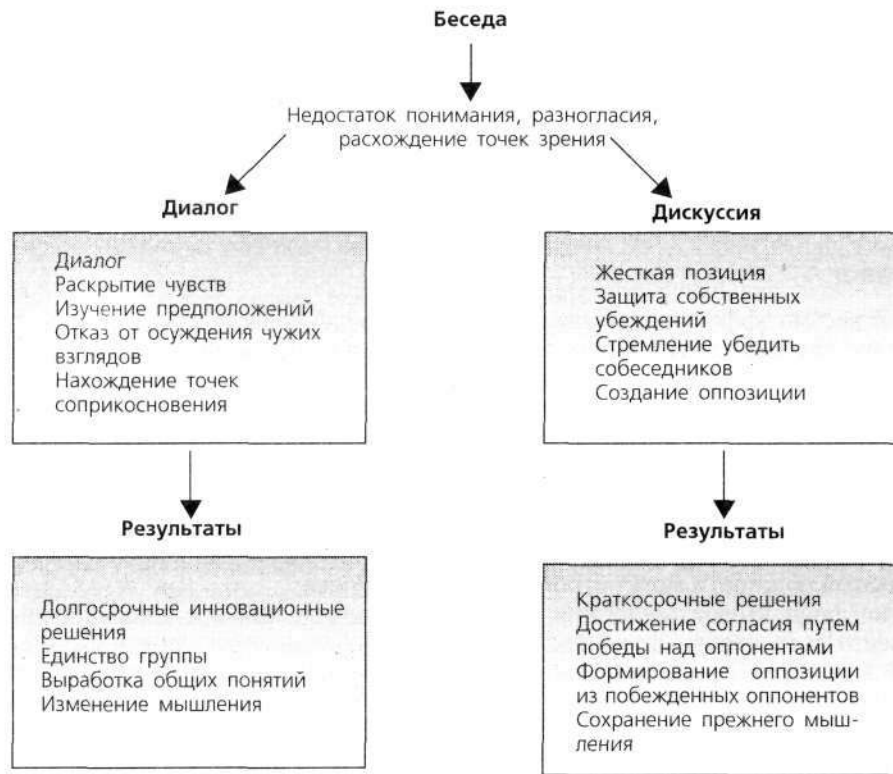 Беседа
Недостаток понимания, разногласия,
расхождение точек зрения
Диалог
Диалог
Раскрытие чувств
Изучение предположений
Отказ от осуждения чужих
взглядов
Нахождение точек
соприкосновения
Дискуссия
Жесткая позиция
Защита собственных
убеждений
Стремление убедить
собеседников
Создание оппозиции
Результаты
Долгосрочные инновационные
решения
Единство группы
Выработка общих понятий
Изменение мышления
Результаты
Краткосрочные решения
Достижение согласия путем
победы над оппонентами
Формирование оппозиции
из побежденных оппонентов
Сохранение прежнего мыш-
ления